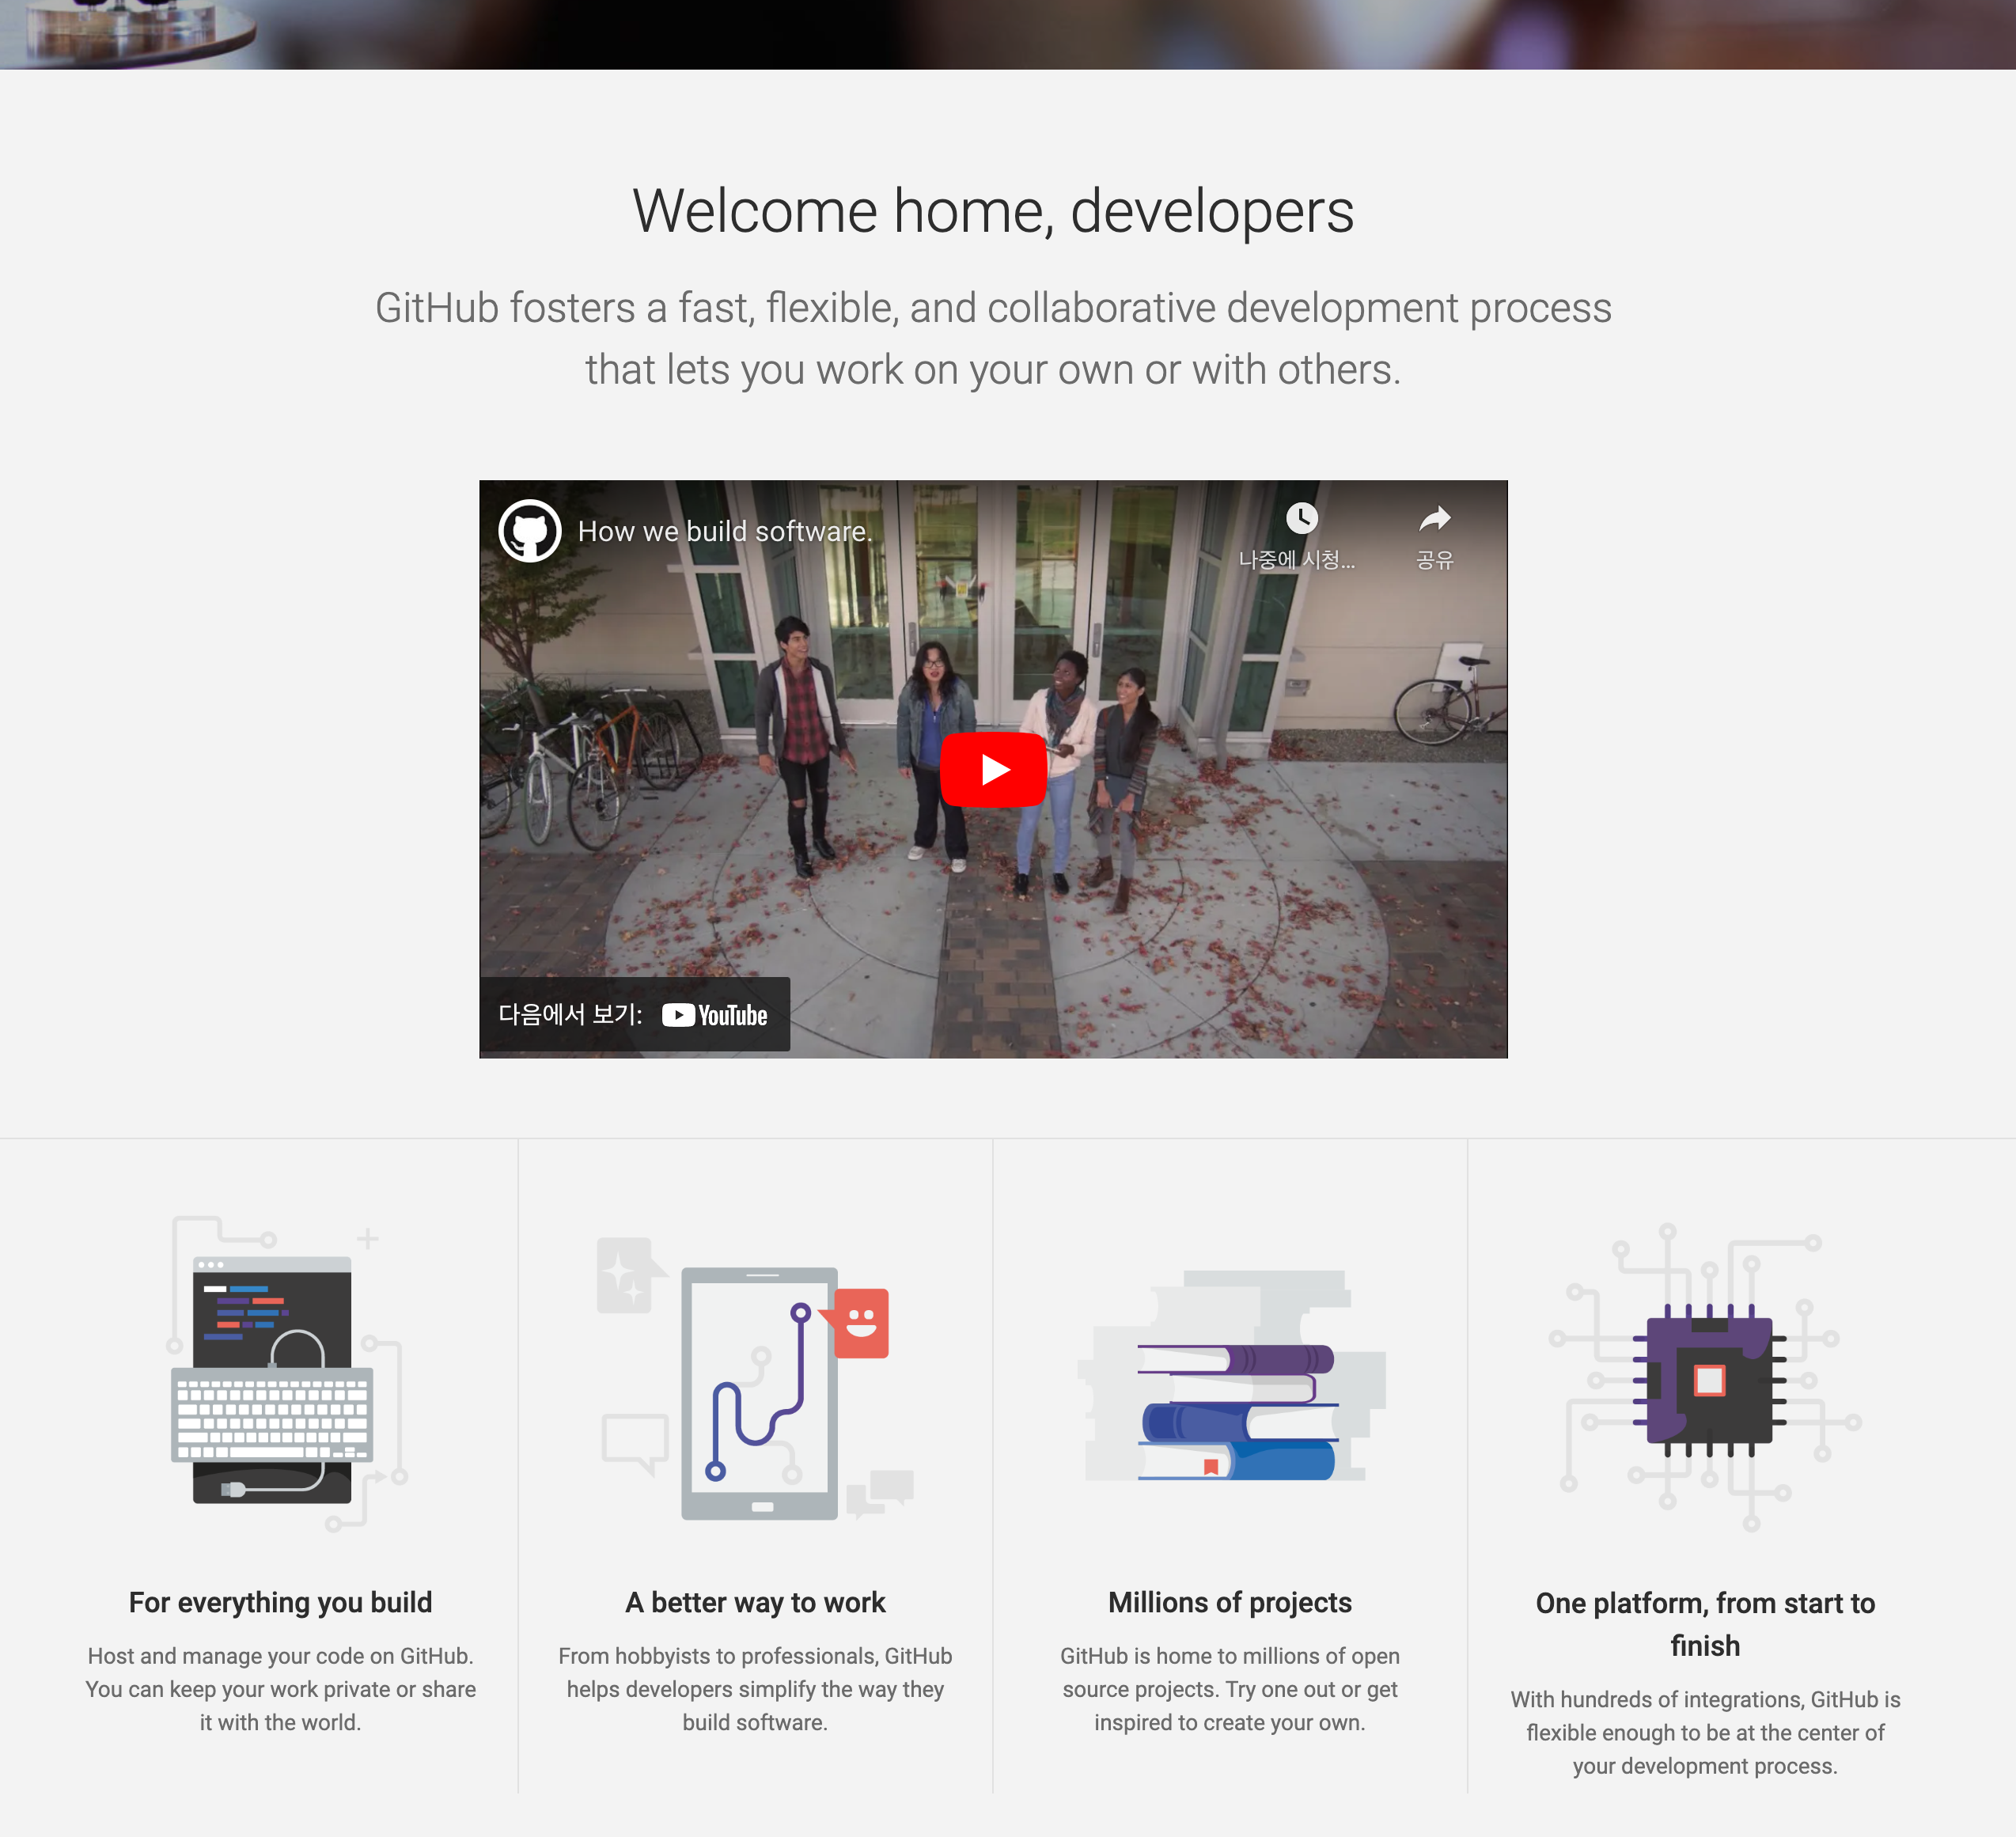 Welcome home, developers
GitHub fosters a fast, flexible, and collaborative development process
that lets you work on your own or with others.
How we build software.
나중에 시청...
공유
다음에서 보기: YouTube
For everything you build
Host and manage your code on GitHub.
You can keep your work private or share
it with the world.
A better way to work
From hobbyists to professionals, GitHub
helps developers simplify the way they
build software.
Millions of projects
GitHub is home to millions of open
source projects. Try one out or get
inspired to create your own.
One platform, from start to
finish
With hundreds of integrations, GitHub is
flexible enough to be at the center of
your development process.